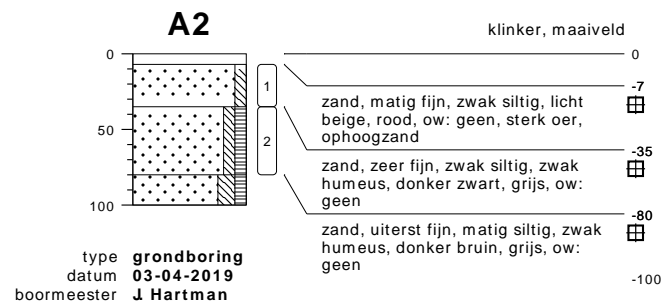 A2
klinker, maaiveld
0
0
-7
1
zand, matig fijn, zwak siltig, licht
beige, rood, ow: geen, sterk oer,
ophoogzand
-35
50
2
zand, zeer fijn, zwak siltig, zwak
humeus, donker zwart, grijs, ow:
geen
-80
100
zand, uiterst fijn, matig siltig, zwak
humeus, donker bruin, grijs, ow:
geen
-100
type grondboring
datum 03-04-2019
boormeester J. Hartman